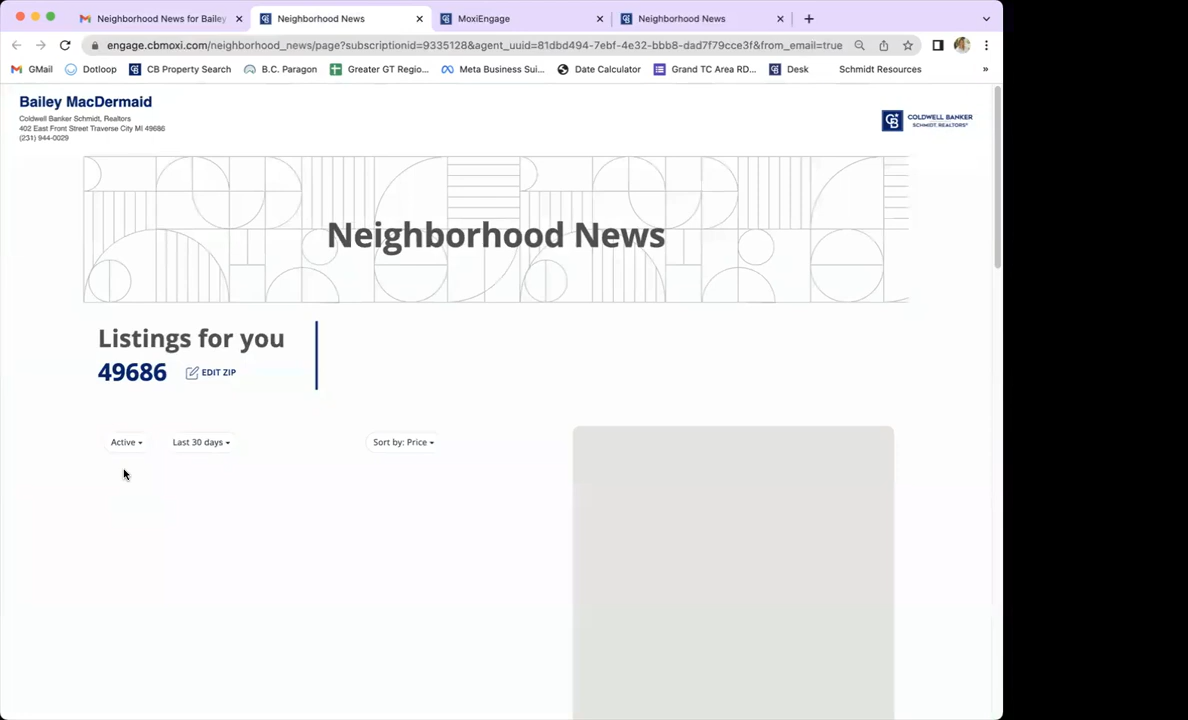 Neighborhood News for Bailey
Neighborhood News
MoxiEngage
Neighborhood News
engage.cbmoxi.com/neighborhood_news/page?subscriptionid=9335128&agent_uuid=81dbd494-7ebf-4e32-bbb8-dad7f79cce3f&from_email=true
GMail
Dotloop
CB Property Search
B.C. Paragon
Greater GT Regio...
Meta Business Sui...
Date Calculator
Grand TC Area RD...
Desk
Schmidt Resources
»
Bailey MacDermaid
Coldwell Banker Schmidt, Realtors
402 East Front Street Traverse City MI 49686
(231) 944-0029
COLDWELL BANKER
SCHMIDT, REALTORS®
Neighborhood News
Listings for you
49686 EDIT ZIP
Active Last 30 days Sort by: Price